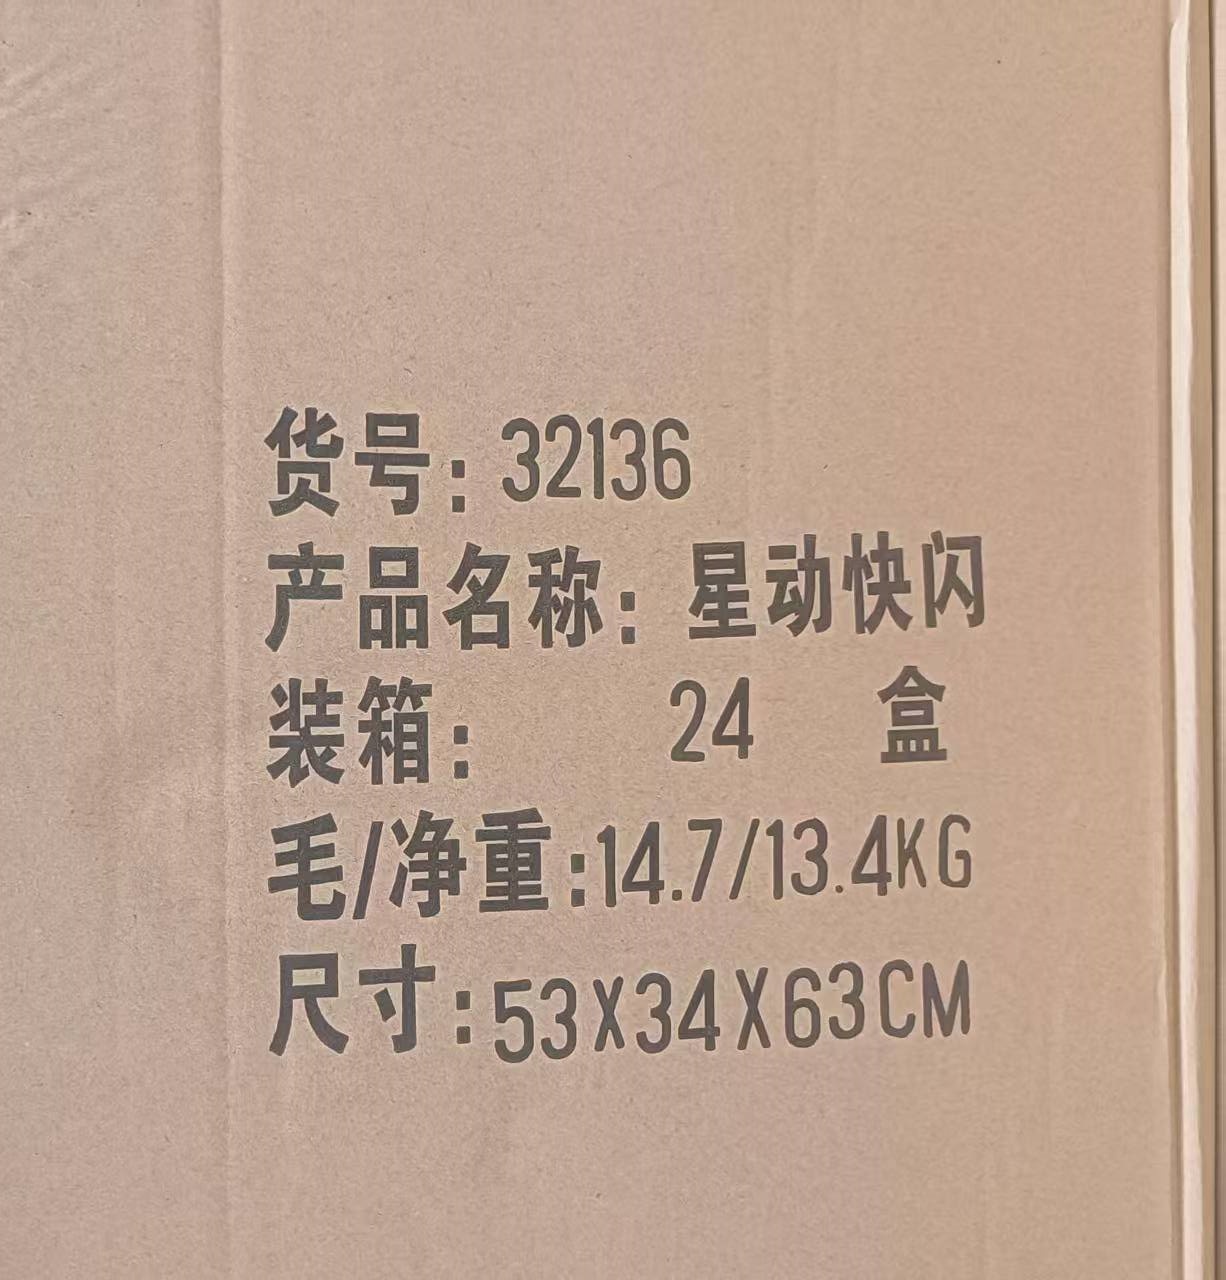 货号: 32136
产品名称: 星动快闪
装箱: 24 盒
毛/净重:14.7/13.4KG
尺寸:53X34X63CM